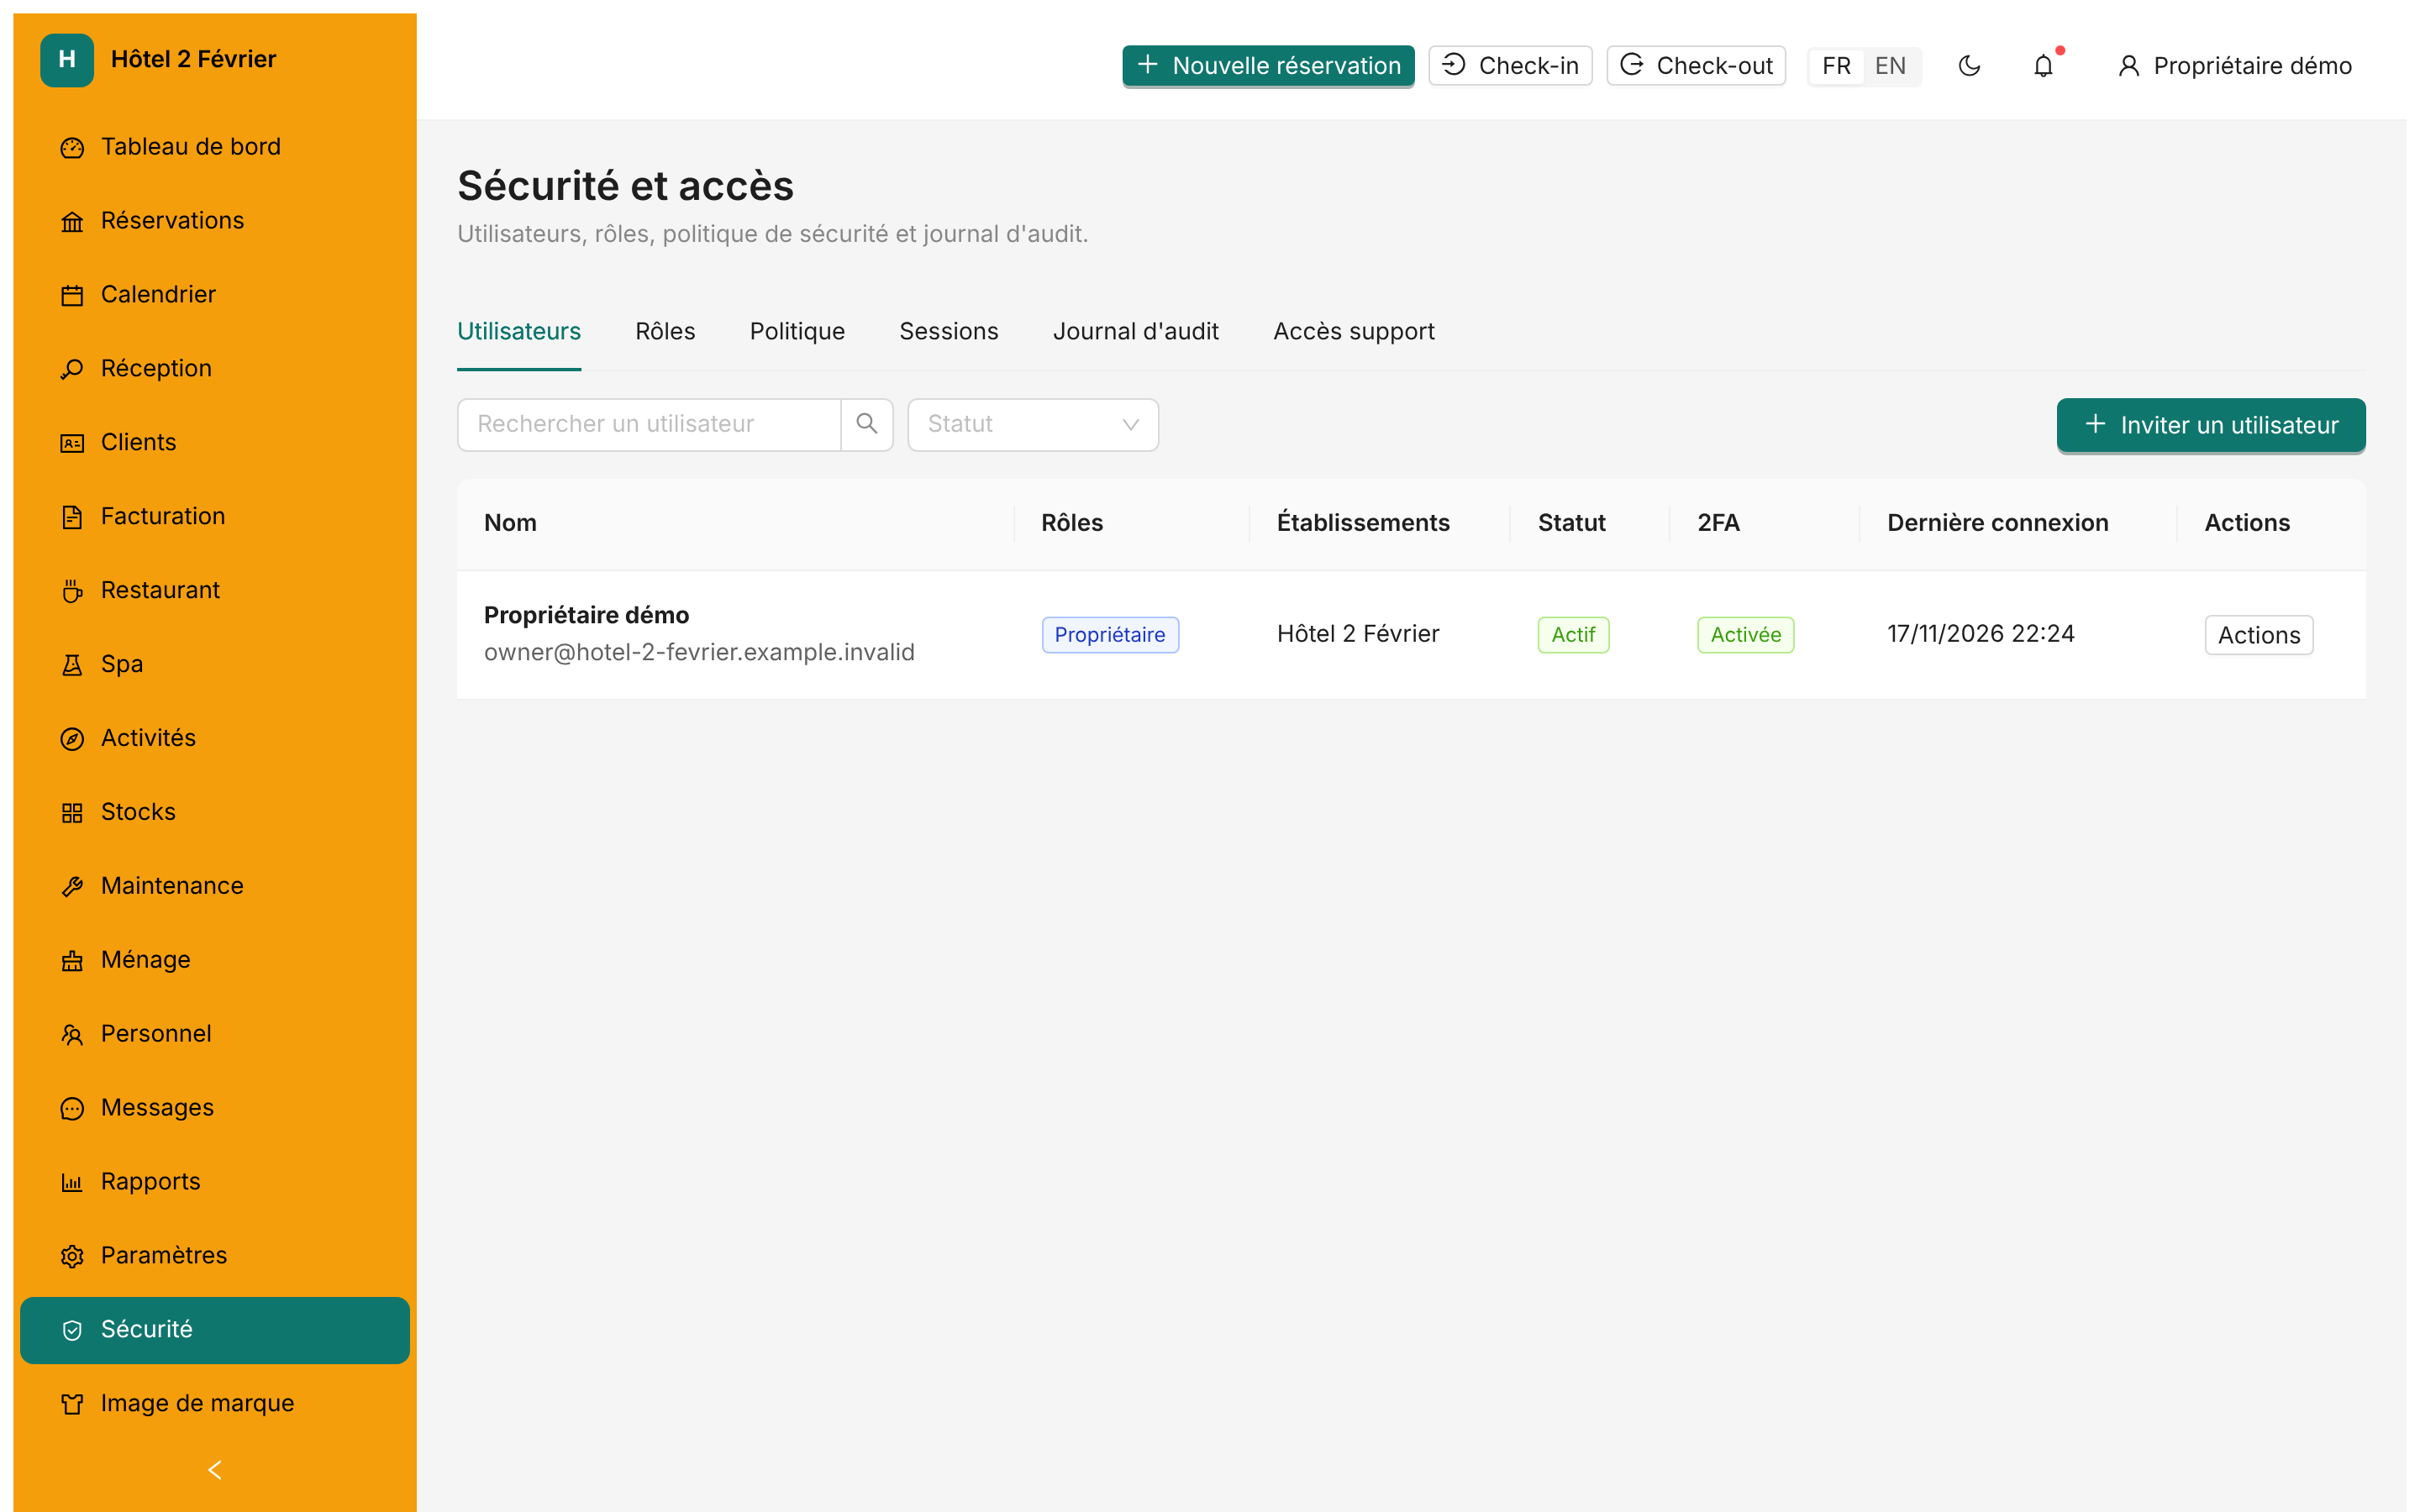 H Hôtel 2 Février
Nouvelle réservation Check-in Check-out FR EN Propriétaire démo
Tableau de bord
Réservations
Calendrier
Réception
Clients
Facturation
Restaurant
Spa
Activités
Stocks
Maintenance
Ménage
Personnel
Messages
Rapports
Paramètres
Sécurité
Image de marque
Sécurité et accès
Utilisateurs, rôles, politique de sécurité et journal d'audit.
Utilisateurs Rôles Politique Sessions Journal d'audit Accès support
Rechercher un utilisateur Statut Inviter un utilisateur
Nom Rôles Établissements Statut 2FA Dernière connexion Actions
Propriétaire démo
owner@hotel-2-fevrier.example.invalid
Propriétaire Hôtel 2 Février Actif Activée 17/11/2026 22:24 Actions